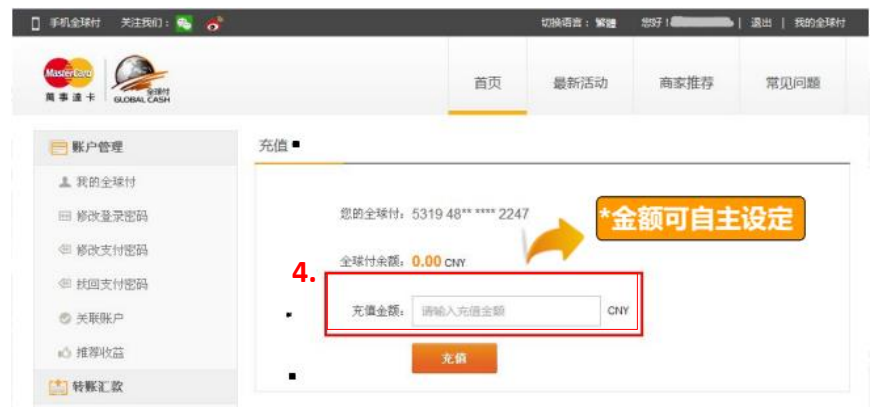 手机全球付 关注我们：
切换语言：繁體 您好！ | 退出 | 我的全球付
MasterCard
萬事達卡
全球付
GLOBAL CASH
首页 最新活动 商家推荐 常见问题
账户管理
我的全球付
修改登录密码
修改支付密码
找回支付密码
关联账户
推荐收益
转账汇款
充值
您的全球付：5319 48** **** 2247
*金额可自主设定
全球付余额：0.00 CNY
4.
充值金额：请输入充值金额 CNY
充值